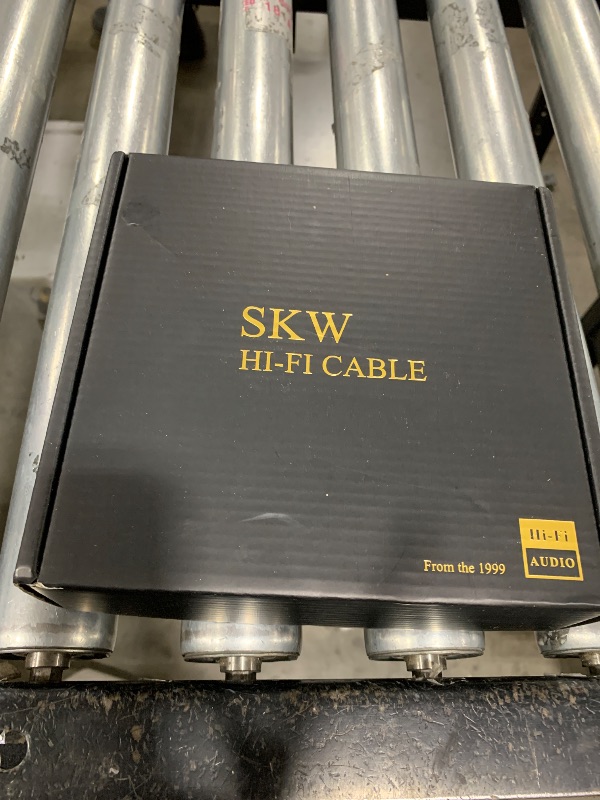 SKW
HI-FI CABLE
Hi-Fi
From the 1999
AUDIO